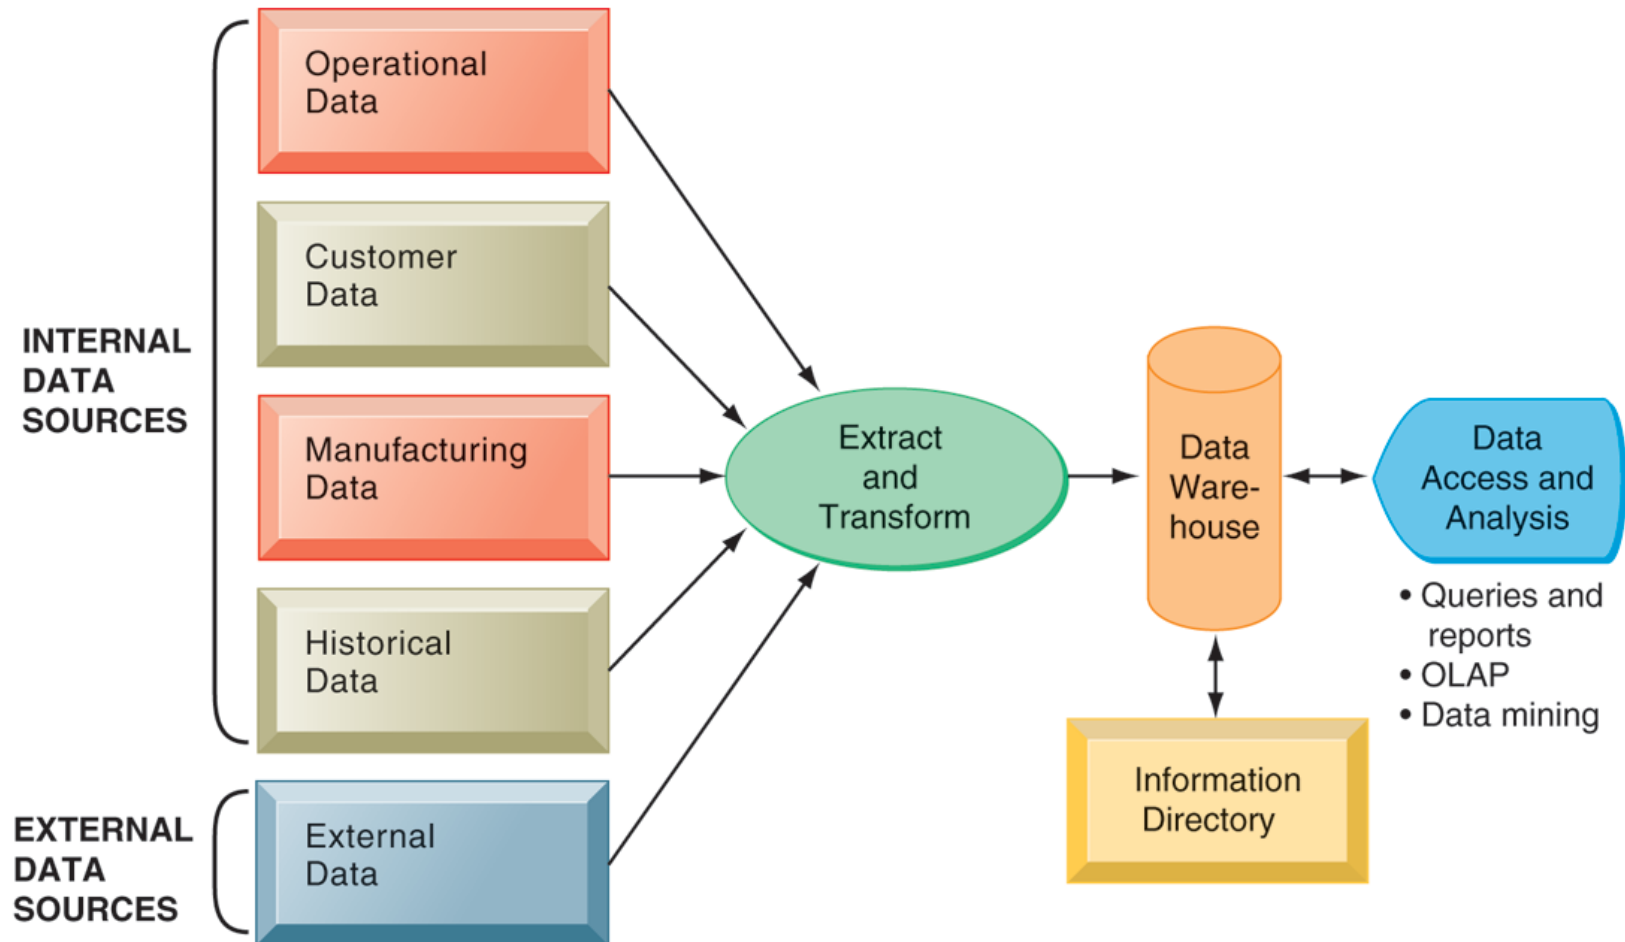 INTERNAL
DATA
SOURCES
Operational
Data
Customer
Data
Manufacturing
Data
Historical
Data
EXTERNAL
DATA
SOURCES
External
Data
Extract
and
Transform
Data
Ware-
house
Data
Access and
Analysis
• Queries and
reports
• OLAP
• Data mining
Information
Directory